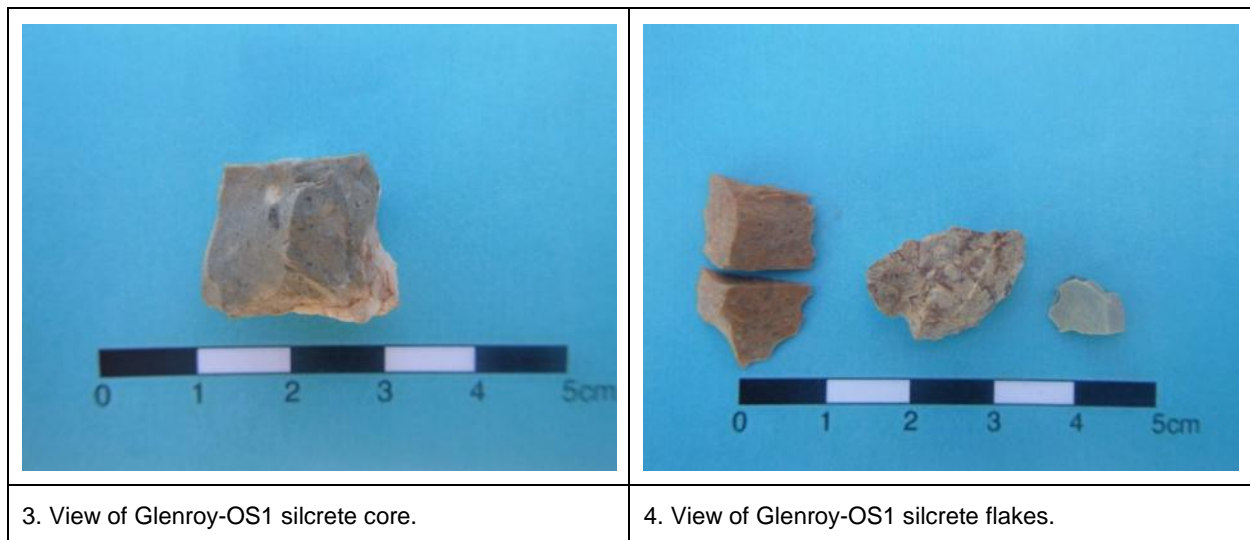 0 1 2 3 4 5cm
0 1 2 3 4 5cm
3. View of Glenroy-OS1 silcrete core.
4. View of Glenroy-OS1 silcrete flakes.